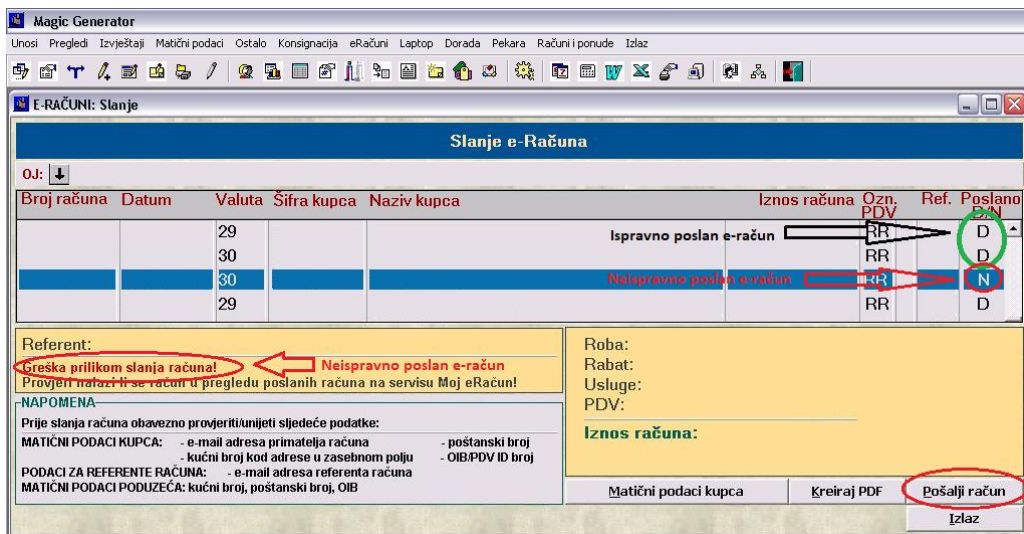 Magic Generator
Unosi Pregledi Izvještaji Matični podaci Ostalo Konsignacija eRačuni Laptop Dorada Pekara Računi i ponude Izlaz
E-RAČUNI: Slanje
Slanje e-Računa
OJ:
Broj računa Datum Valuta Šifra kupca Naziv kupca Iznos računa Ozn. PDV Ref. Poslano D/N
29 Ispravno poslan e-račun RR D
30 RR D
30 Neispravno poslan e-račun RR N
29 RR D
Referent:
Greška prilikom slanja računa! Neispravno poslan e-račun
Provjeri nalazi li se račun u pregledu poslanih računa na servisu Moj eRačun!
NAPOMENA
Prije slanja računa obavezno provjeriti/unijeti sljedeće podatke:
MATIČNI PODACI KUPCA: - e-mail adresa primatelja računa - poštanski broj
- kućni broj kod adrese u zasebnom polju - OIB/PDV ID broj
PODACI ZA REFERENTE RAČUNA: - e-mail adresa referenta računa
MATIČNI PODACI PODUZEĆA: kućni broj, poštanski broj, OIB
Roba:
Rabat:
Usluge:
PDV:
Iznos računa:
Matični podaci kupca Kreiraj PDF Pošalji račun
Izlaz